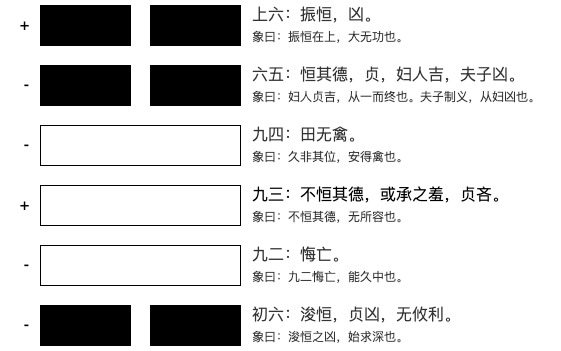 + 上六：振恒，凶。
象曰：振恒在上，大无功也。
- 六五：恒其德，贞，妇人吉，夫子凶。
象曰：妇人贞吉，从一而终也。夫子制义，从妇凶也。
- 九四：田无禽。
象曰：久非其位，安得禽也。
+ 九三：不恒其德，或承之羞，贞吝。
象曰：不恒其德，无所容也。
- 九二：悔亡。
象曰：九二悔亡，能久中也。
- 初六：浚恒，贞凶，无攸利。
象曰：浚恒之凶，始求深也。